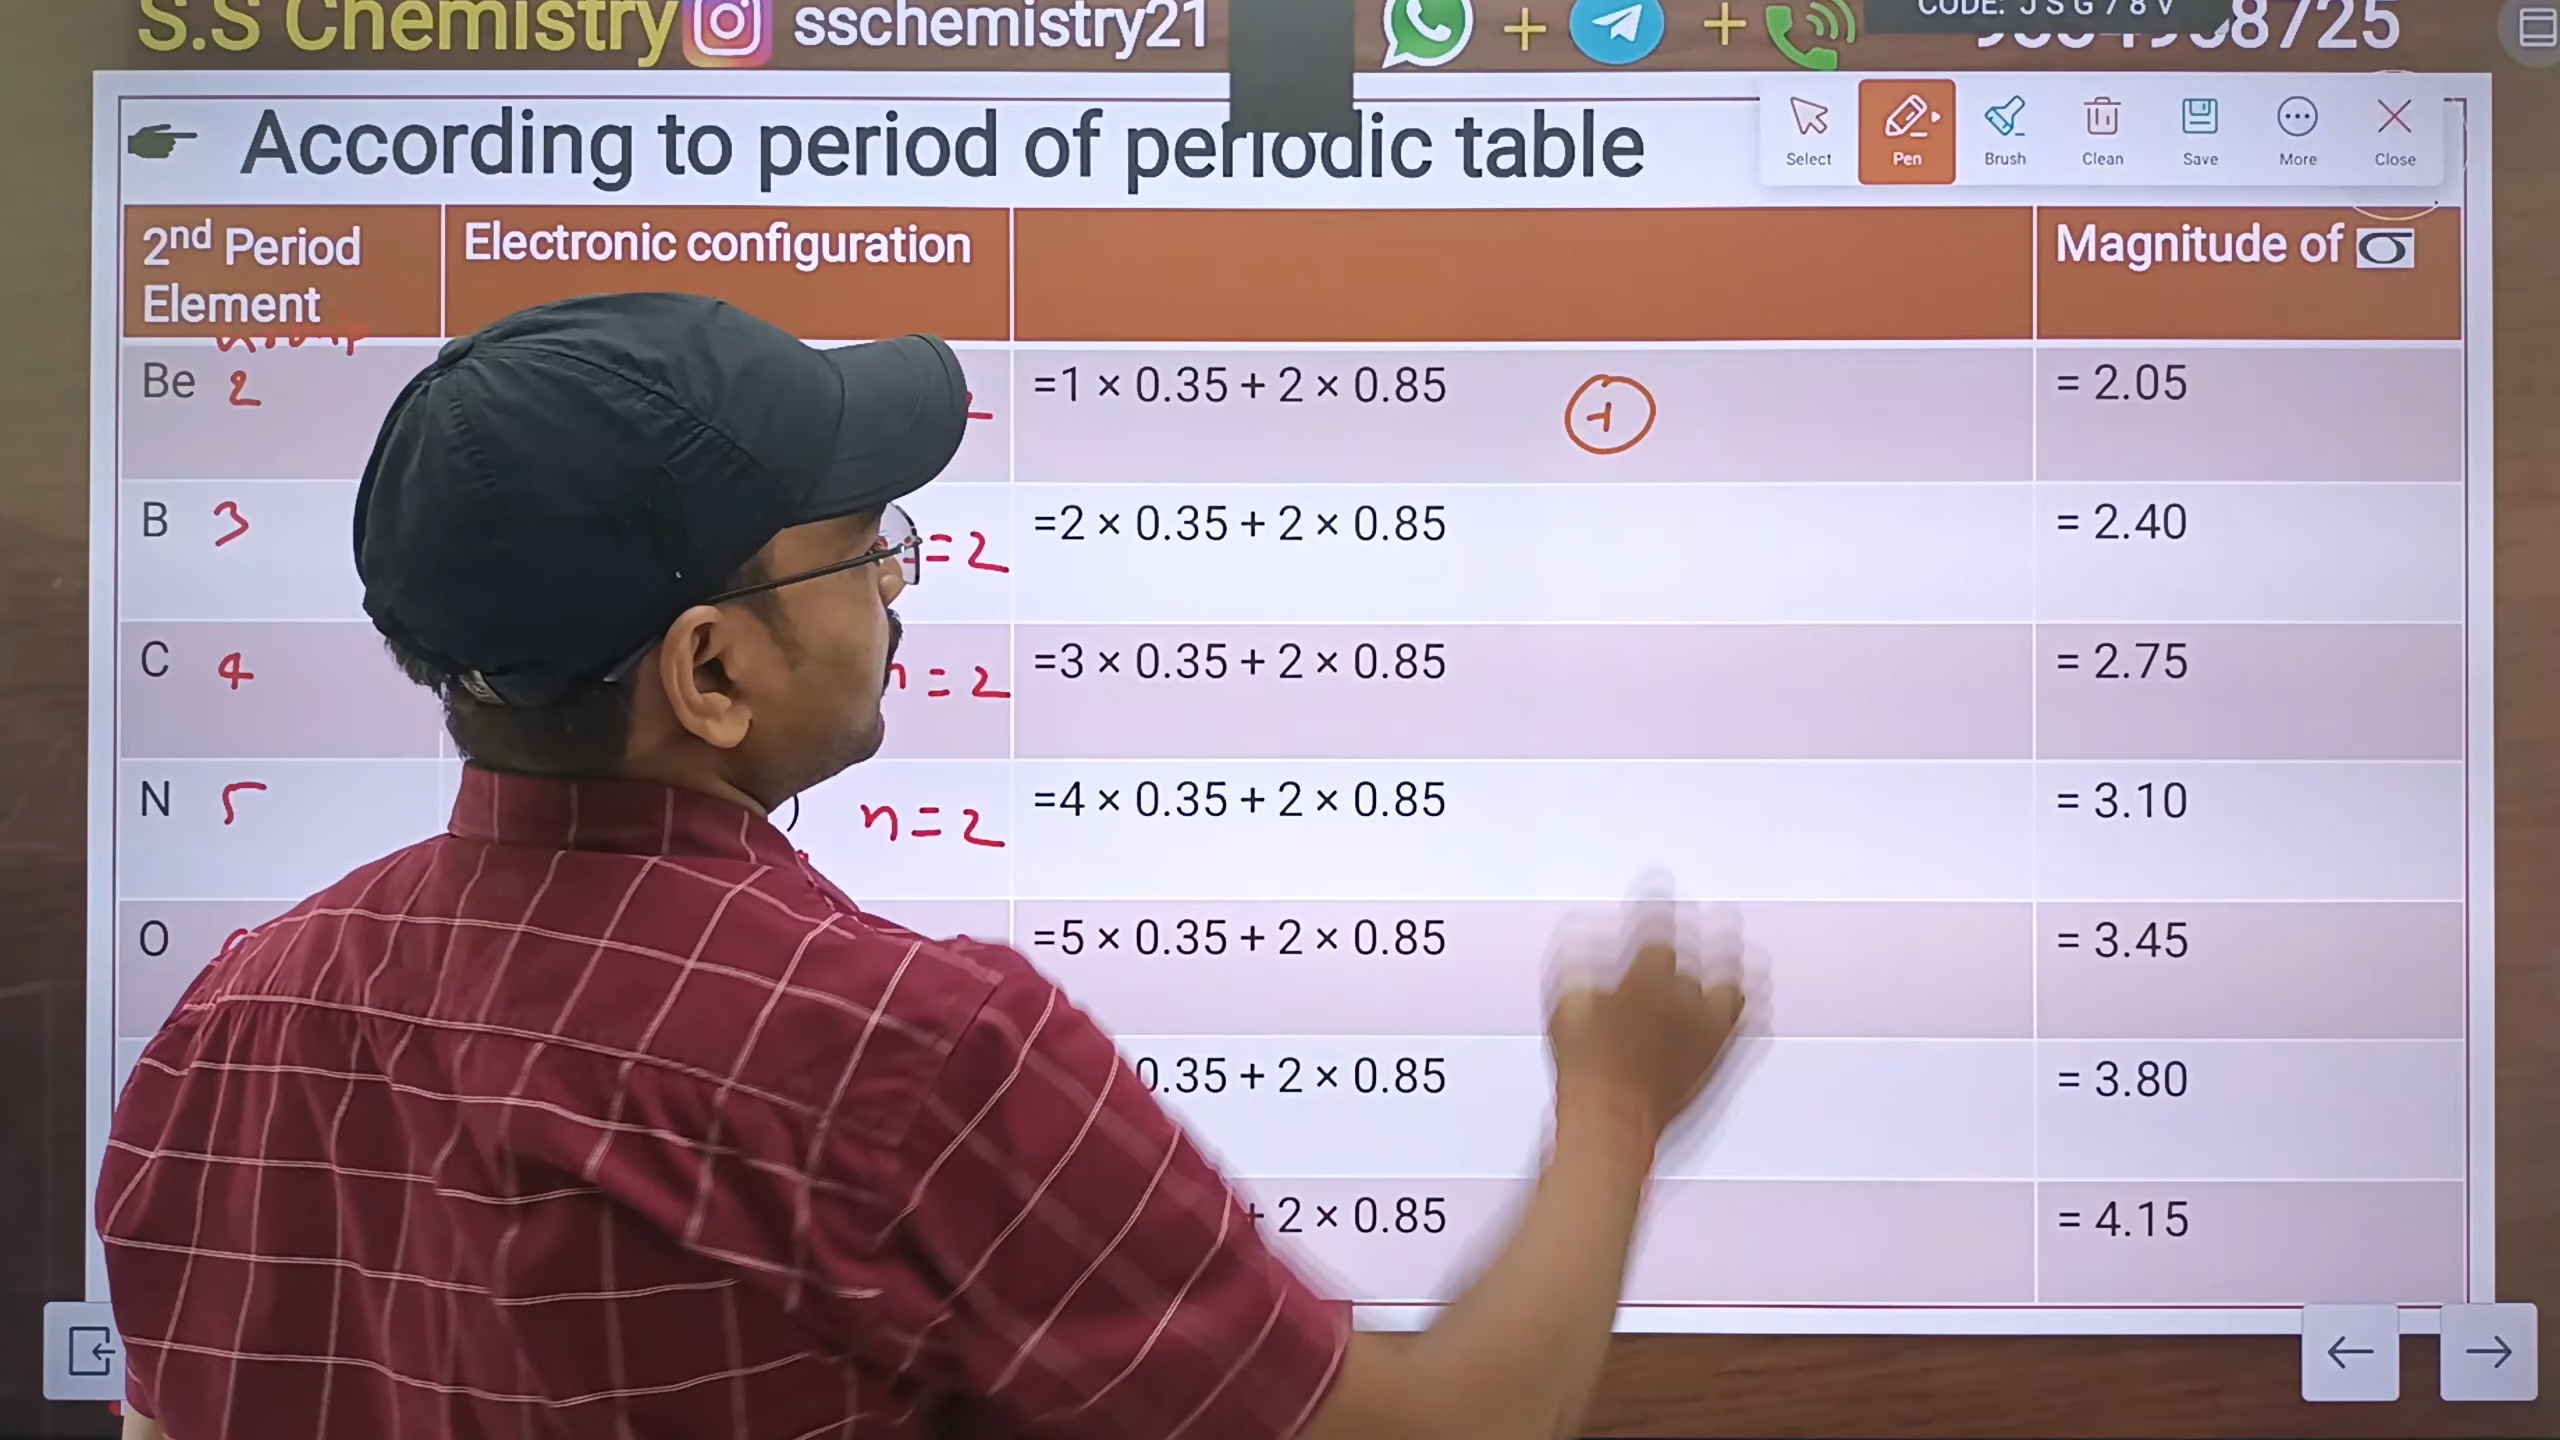 S.S Chemistry sschemistry21 + +
CODE: J S G 7 8 V 8725
According to period of periodic table
Select Pen Brush Clean Save More Close
2nd Period Element Electronic configuration Magnitude of σ
Be 2 =1 × 0.35 + 2 × 0.85 + = 2.05
B 3 =2 =2 × 0.35 + 2 × 0.85 = 2.40
C 4 n=2 =3 × 0.35 + 2 × 0.85 = 2.75
N 5 ) n=2 =4 × 0.35 + 2 × 0.85 = 3.10
O =5 × 0.35 + 2 × 0.85 = 3.45
0.35 + 2 × 0.85 = 3.80
+ 2 × 0.85 = 4.15